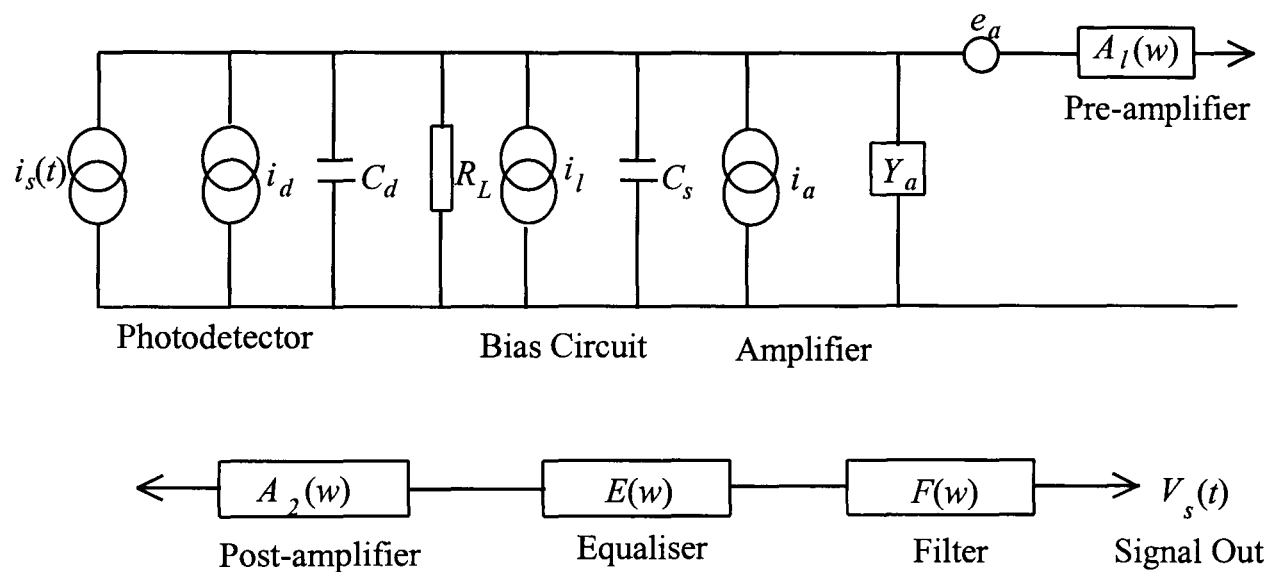 e_a
A_1(w)
Pre-amplifier
i_s(t)
i_d
C_d
R_L
i_l
C_s
i_a
Y_a
Photodetector
Bias Circuit
Amplifier
A_2(w)
E(w)
F(w)
V_s(t)
Post-amplifier
Equaliser
Filter
Signal Out